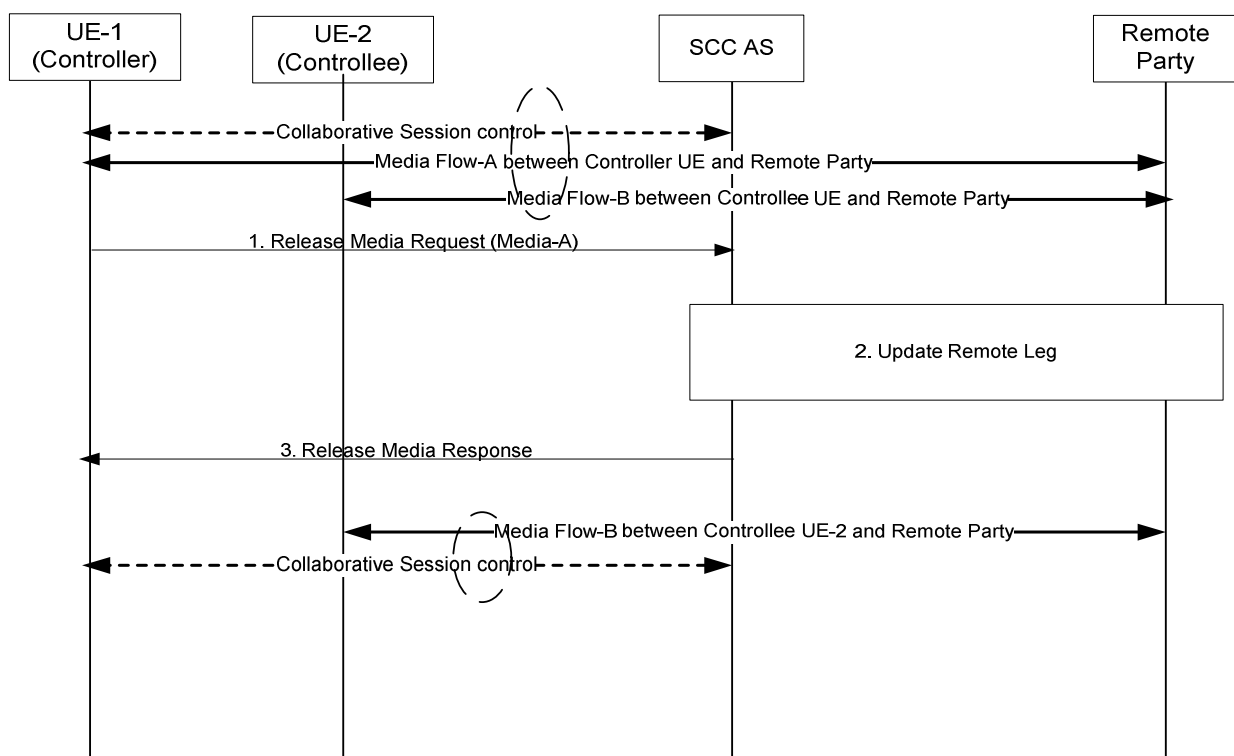 UE-1
(Controller)
UE-2
(Controllee)
SCC AS
Remote
Party
Collaborative Session control
Media Flow-A between Controller UE and Remote Party
Media Flow-B between Controllee UE and Remote Party
1. Release Media Request (Media-A)
2. Update Remote Leg
3. Release Media Response
Media Flow-B between Controllee UE-2 and Remote Party
Collaborative Session control